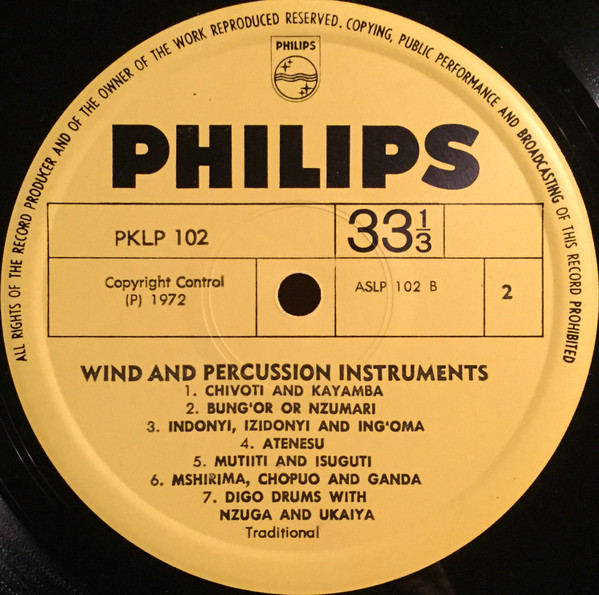 ALL RIGHTS OF THE RECORD PRODUCER AND OF THE OWNER OF THE WORK REPRODUCED RESERVED. COPYING, PUBLIC PERFORMANCE AND BROADCASTING OF THIS RECORD PROHIBITED
PHILIPS
PHILIPS
PKLP 102
33 1/3
Copyright Control
(P) 1972
ASLP 102 B
2
WIND AND PERCUSSION INSTRUMENTS
1. CHIVOTI AND KAYAMBA
2. BUNG'OR OR NZUMARI
3. INDONYI, IZIDONYI AND ING'OMA
4. ATENESU
5. MUTIITI AND ISUGUTI
6. MSHIRIMA, CHOPUO AND GANDA
7. DIGO DRUMS WITH
NZUGA AND UKAIYA
Traditional